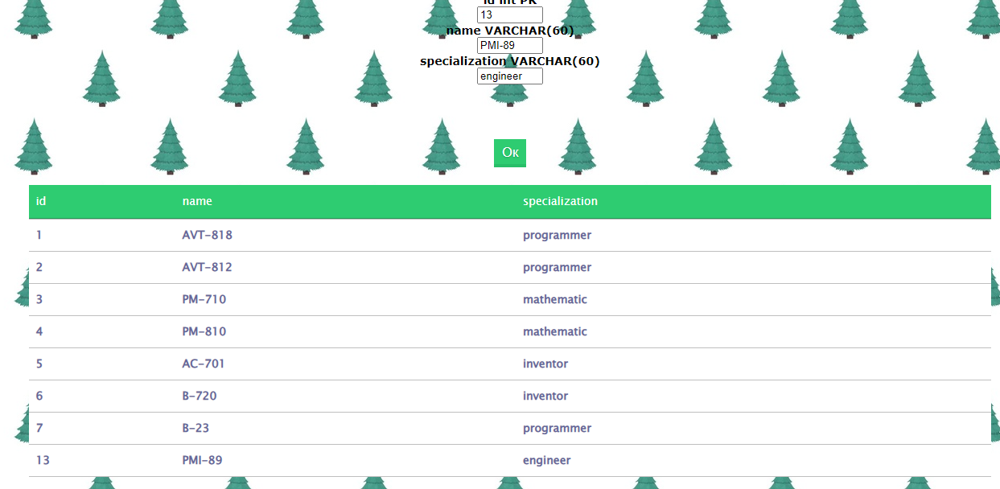 id int PK
13
name VARCHAR(60)
PMI-89
specialization VARCHAR(60)
engineer
Ок
id name specialization
1 AVT-818 programmer
2 AVT-812 programmer
3 PM-710 mathematic
4 PM-810 mathematic
5 AC-701 inventor
6 B-720 inventor
7 B-23 programmer
13 PMI-89 engineer